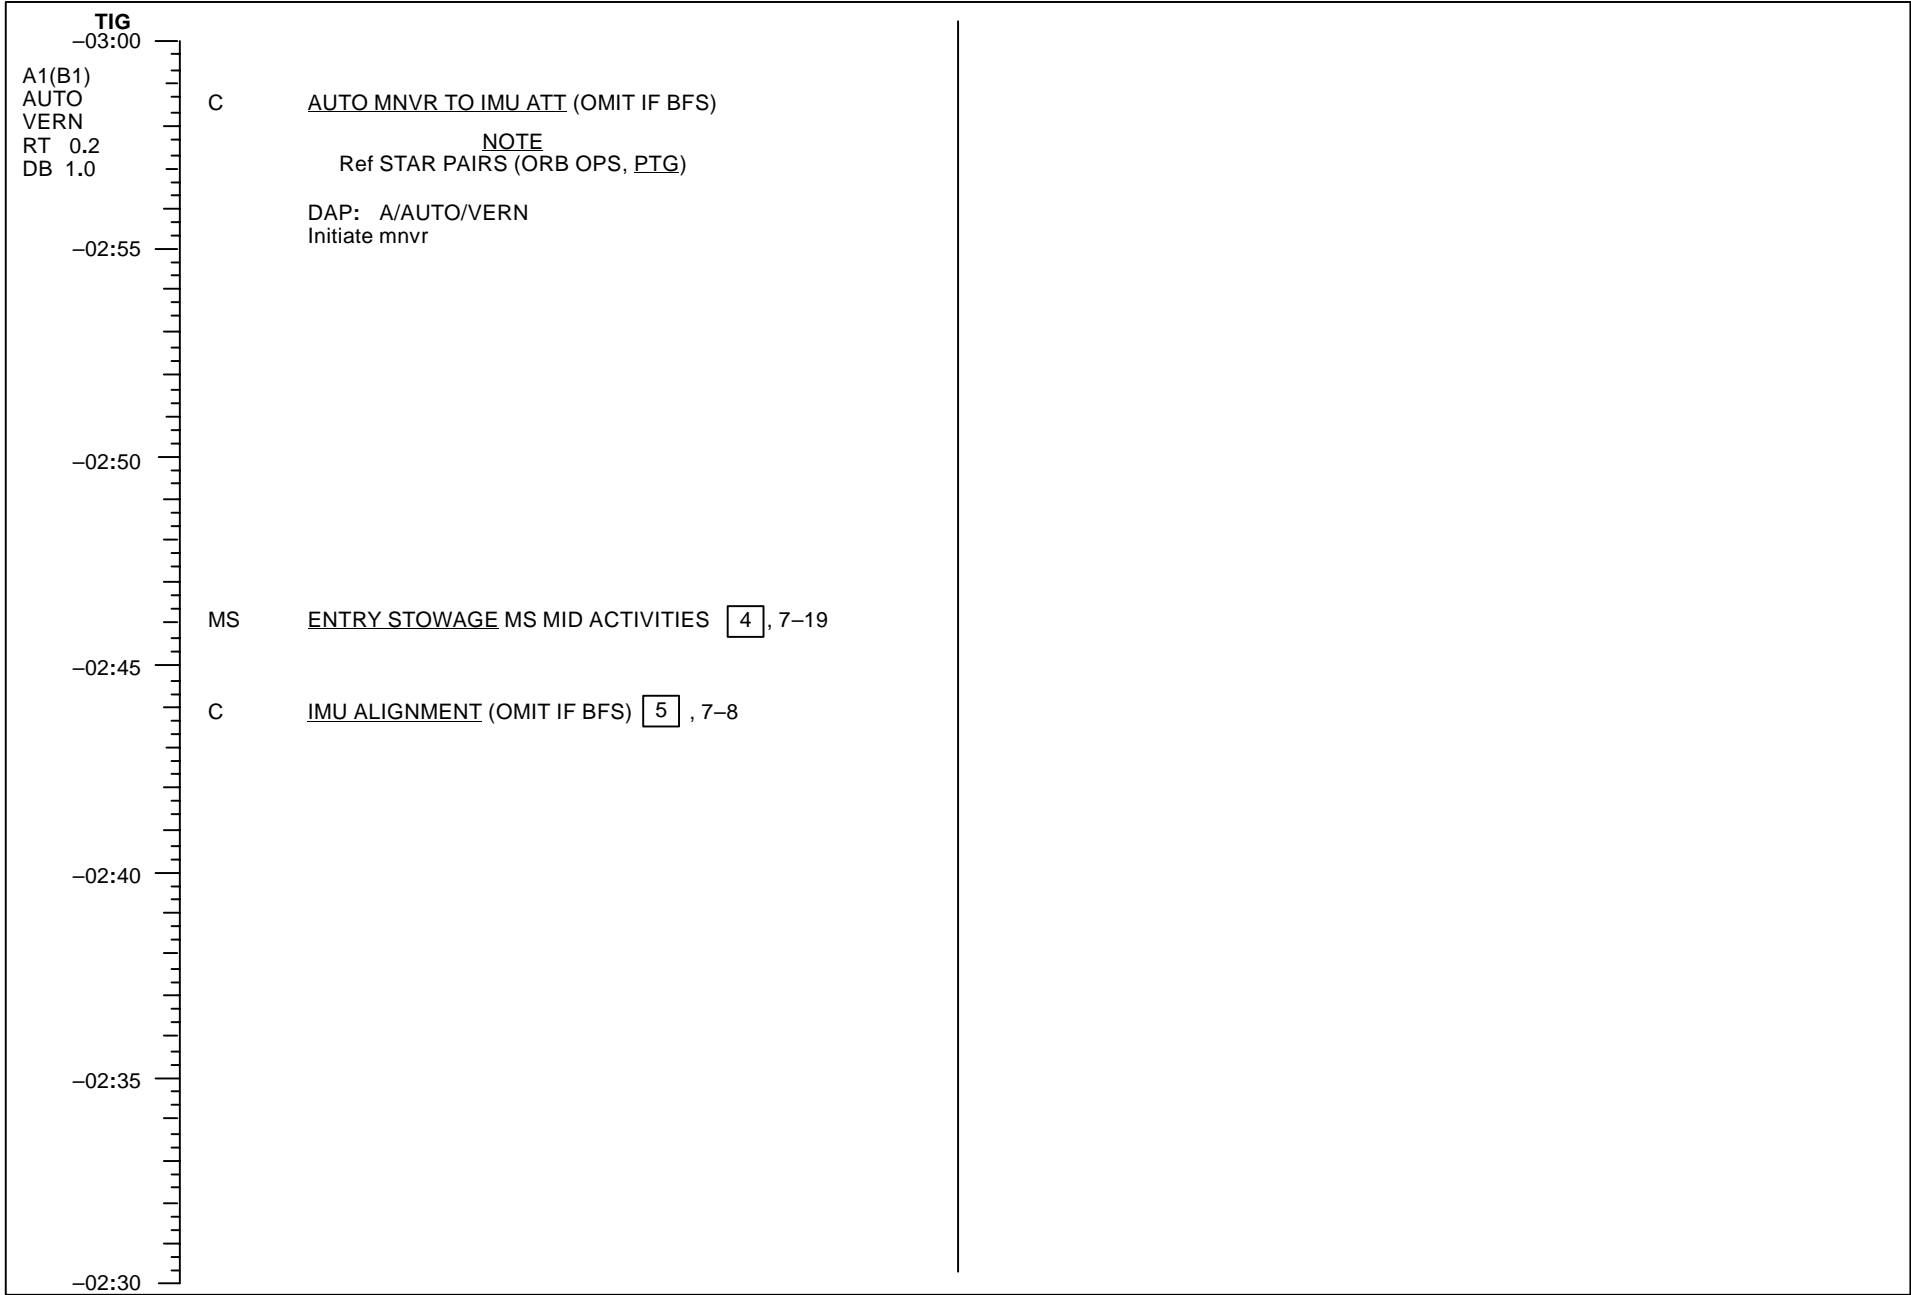 TIG
–03:00
A1(B1)
AUTO
VERN
RT 0.2
DB 1.0
C AUTO MNVR TO IMU ATT (OMIT IF BFS)
NOTE
Ref STAR PAIRS (ORB OPS, PTG)
DAP: A/AUTO/VERN
Initiate mnvr
–02:55
–02:50
MS ENTRY STOWAGE MS MID ACTIVITIES 4 , 7–19
–02:45
C IMU ALIGNMENT (OMIT IF BFS) 5 , 7–8
–02:40
–02:35
–02:30